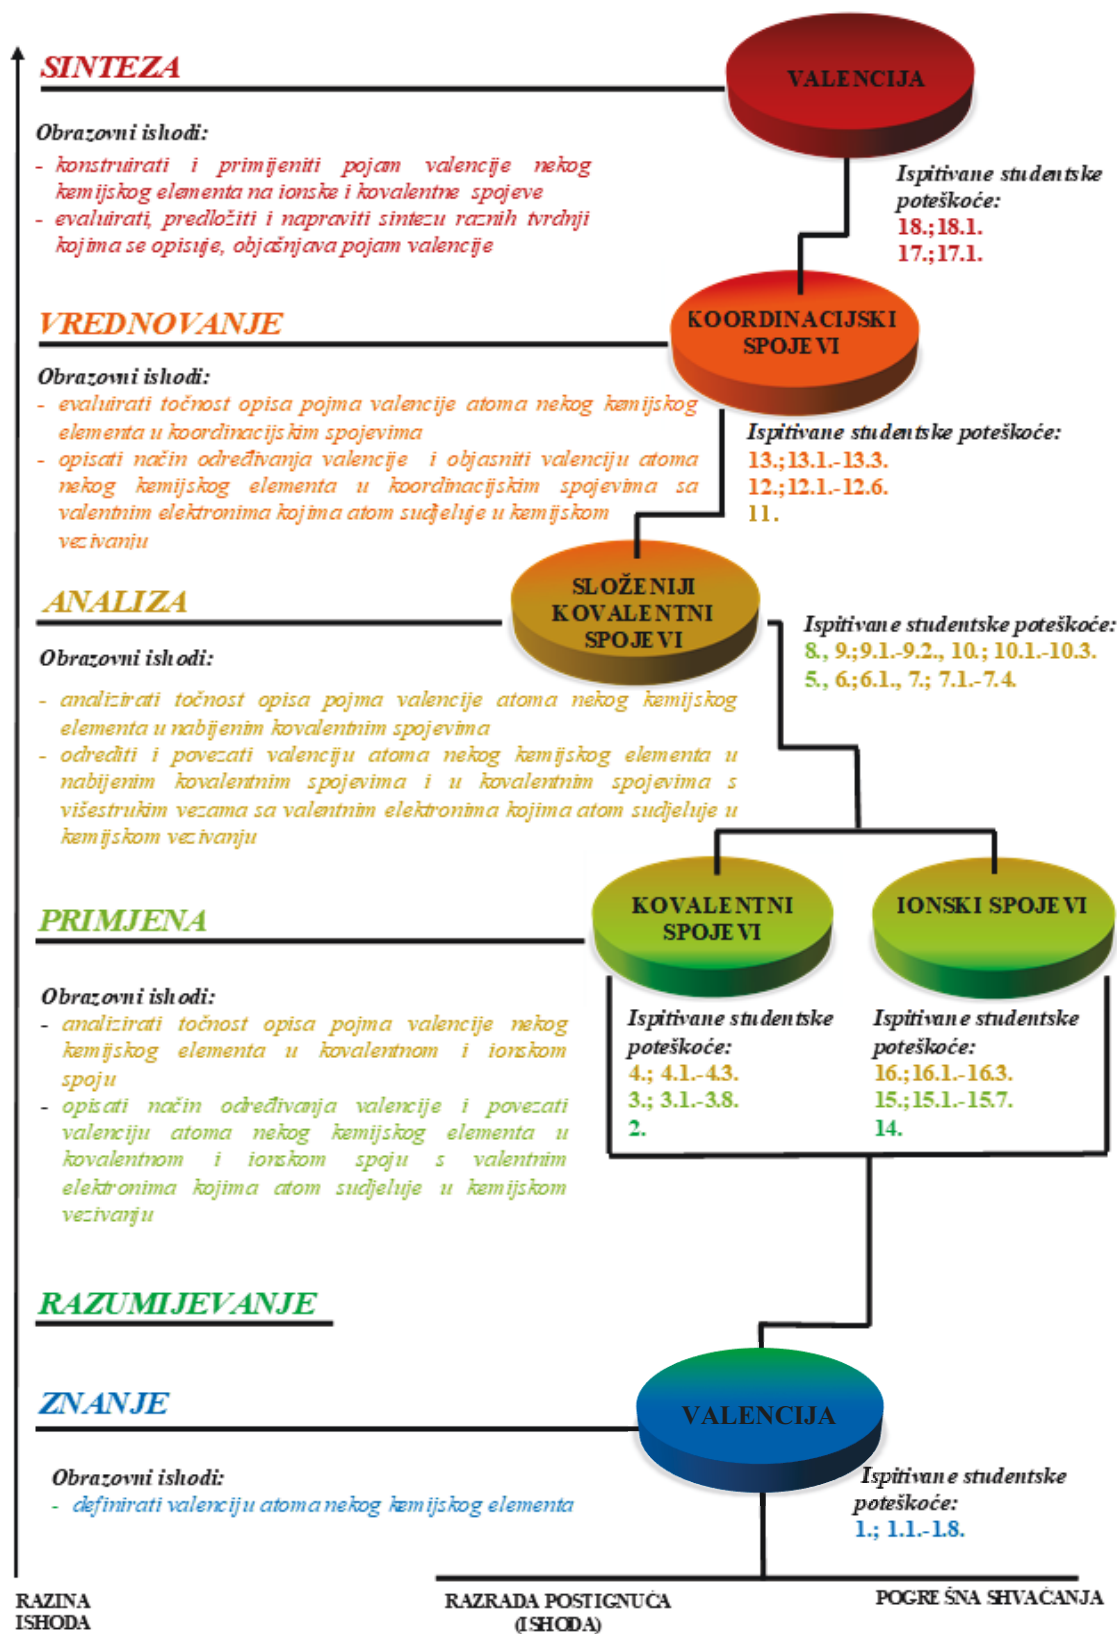 SINTEZA
VALENCIJA
Obrazovni ishodi:
- konstruirati i primijeniti pojam valencije nekog
kemijskog elementa na ionske i kovalentne spojeve
- evaluirati, predložiti i napraviti sintezu raznih tvrdnji
kojima se opisuje, objašnjava pojam valencije
Ispitivane studentske
poteškoće:
18.;18.1.
17.;17.1.
VREDNOVANJE
KOORDINACIJSKI
SPOJEVI
Obrazovni ishodi:
- evaluirati točnost opisa pojma valencije atoma nekog kemijskog
elementa u koordinacijskim spojevima
- opisati način određivanja valencije i objasniti valenciju atoma
nekog kemijskog elementa u koordinacijskim spojevima sa
valentnim elektronima kojima atom sudjeluje u kemijskom
vezivanju
Ispitivane studentske poteškoće:
13.;13.1.-13.3.
12.;12.1.-12.6.
11.
ANALIZA
SLOŽENIJI
KOVALENTNI
SPOJEVI
Obrazovni ishodi:
- analizirati točnost opisa pojma valencije atoma nekog kemijskog
elementa u nabijenim kovalentnim spojevima
- odrediti i povezati valenciju atoma nekog kemijskog elementa u
nabijenim kovalentnim spojevima i u kovalentnim spojevima s
višestrukim vezama sa valentnim elektronima kojima atom sudjeluje u
kemijskom vezivanju
Ispitivane studentske poteškoće:
8., 9.;9.1.-9.2., 10.; 10.1.-10.3.
5., 6.;6.1., 7.; 7.1.-7.4.
PRIMJENA
KOVALENTNI
SPOJEVI
IONSKI SPOJEVI
Obrazovni ishodi:
- analizirati točnost opisa pojma valencije nekog
kemijskog elementa u kovalentnom i ionskom
spoju
- opisati način određivanja valencije i povezati
valenciju atoma nekog kemijskog elementa u
kovalentnom i ionskom spoju s valentnim
elektronima kojima atom sudjeluje u kemijskom
vezivanju
Ispitivane studentske
poteškoće:
4.; 4.1.-4.3.
3.; 3.1.-3.8.
2.
Ispitivane studentske
poteškoće:
16.;16.1.-16.3.
15.;15.1.-15.7.
14.
RAZUMIJEVANJE
ZNANJE
VALENCIJA
Obrazovni ishodi:
- definirati valenciju atoma nekog kemijskog elementa
Ispitivane studentske
poteškoće:
1.; 1.1.-1.8.
RAZINA
ISHODA
RAZRADA POSTIGNUĆA
(ISHODA)
POGREŠNA SHVAĆANJA